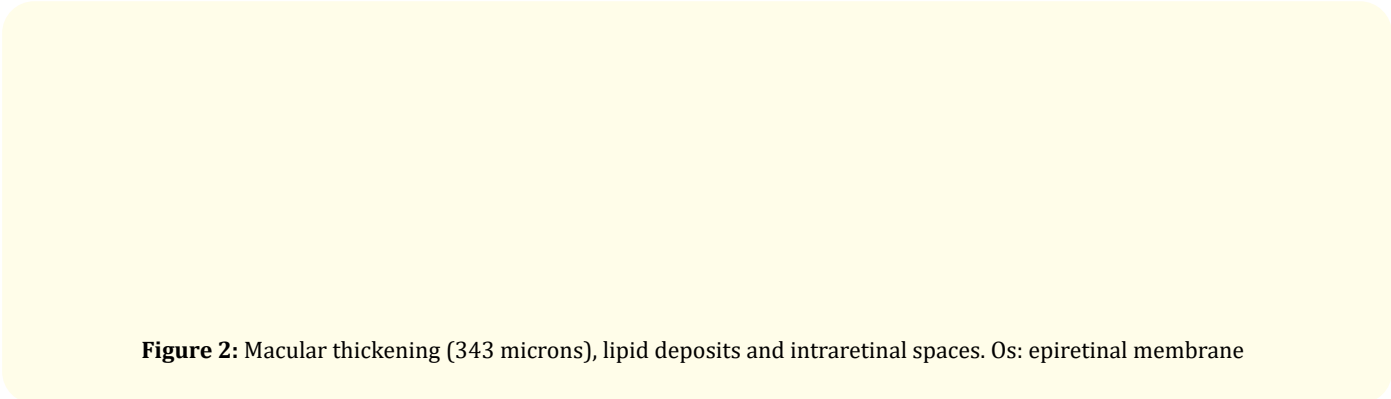 Figure 2: Macular thickening (343 microns), lipid deposits and intraretinal spaces. Os: epiretinal membrane